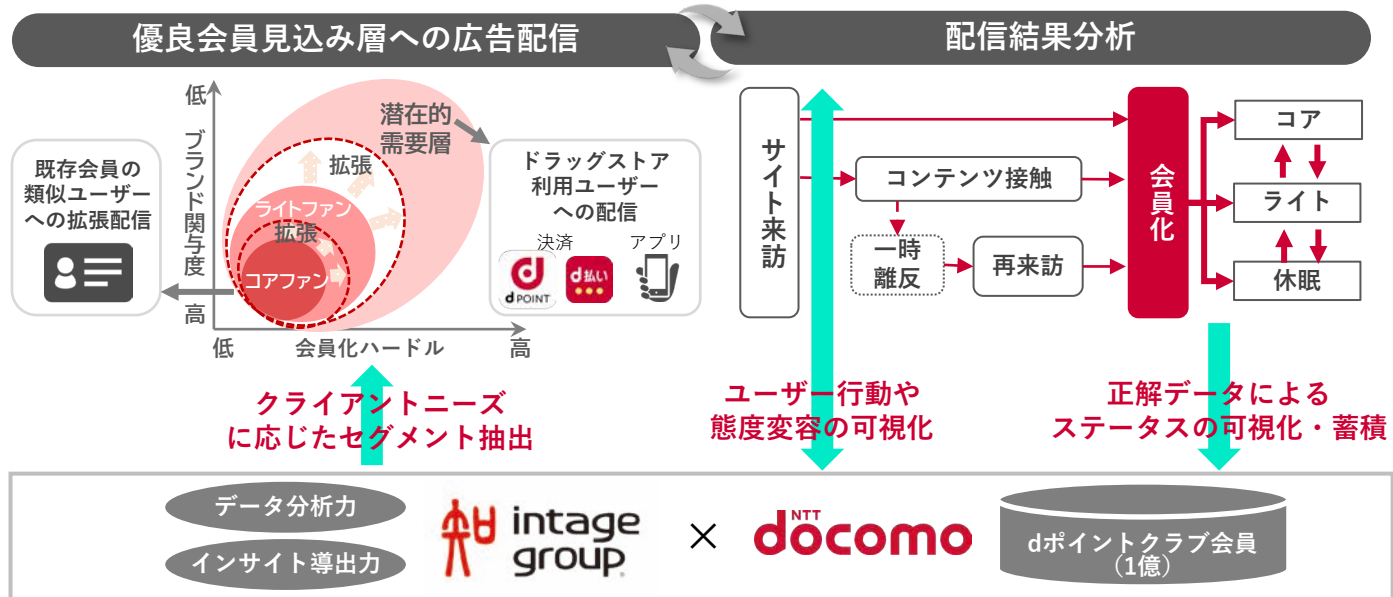 優良会員見込み層への広告配信
配信結果分析
低
ブランド関与度
高
低
会員化ハードル
高
潜在的
需要層
拡張
ライトファン
拡張
コアファン
既存会員の
類似ユーザー
への拡張配信
ドラッグストア
利用ユーザー
への配信
決済
アプリ
d
d POINT
d払い
クライアントニーズ
に応じたセグメント抽出
サイト来訪
コンテンツ接触
一時
離反
再来訪
会員化
コア
ライト
休眠
ユーザー行動や
態度変容の可視化
正解データによる
ステータスの可視化・蓄積
データ分析力
インサイト導出力
intage
group
×
NTT
docomo
dポイントクラブ会員
（1億）